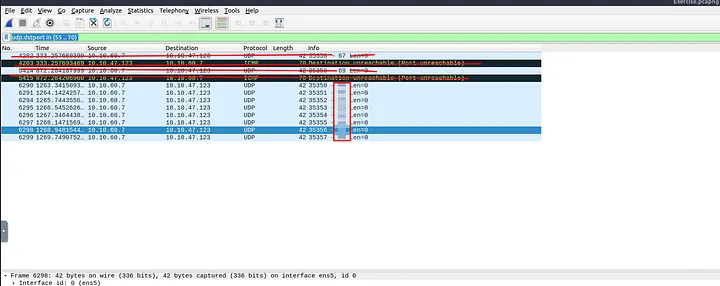 Exercise.pcapng
File Edit View Go Capture Analyze Statistics Telephony Wireless Tools Help
udp.dstport in {55 .. 70}
No. Time Source Destination Protocol Length Info
4202 333.257660399 10.10.60.7 10.10.47.123 UDP 42 35350 67 Len=0
4203 333.257693469 10.10.47.123 10.10.60.7 ICMP 70 Destination unreachable (Port unreachable)
10.10.60.7 10.10.47.123 UDP 69 Len=0
5415 10.10.47.123 10.10.60.7 ICMP 70 Destination unreachable (Port unreachable)
6290 1263.3415093… 10.10.60.7 10.10.47.123 UDP 42 35350 Len=0
6291 1264.1424257… 10.10.60.7 10.10.47.123 UDP 42 35351 Len=0
6294 1265.7443556… 10.10.60.7 10.10.47.123 UDP 42 35352 Len=0
6295 1266.5452626… 10.10.60.7 10.10.47.123 UDP 42 35353 Len=0
6296 1267.3464438… 10.10.60.7 10.10.47.123 UDP 42 35354 Len=0
6297 1268.1471569… 10.10.60.7 10.10.47.123 UDP 42 35355 Len=0
6298 1268.9481544… 10.10.60.7 10.10.47.123 UDP 42 35356 Len=0
6299 1269.7490752… 10.10.60.7 10.10.47.123 UDP 42 35357 Len=0
Frame 6298: 42 bytes on wire (336 bits), 42 bytes captured (336 bits) on interface ens5, id 0
Interface id: 0 (ens5)